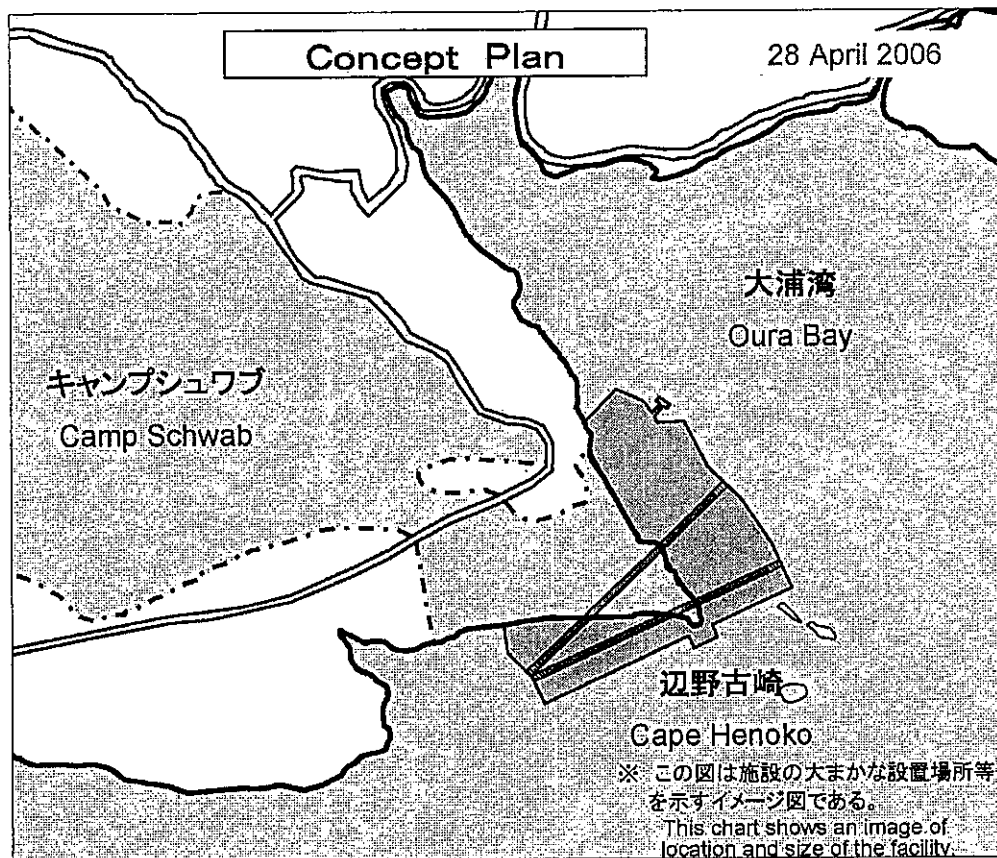 Concept Plan
28 April 2006
大浦湾
Oura Bay
キャンプシュワブ
Camp Schwab
辺野古崎
Cape Henoko
※ この図は施設の大まかな設置場所等
を示すイメージ図である。
This chart shows an image of
location and size of the facility.